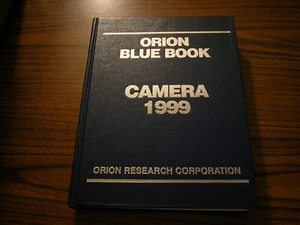 ORION
BLUE BOOK
CAMERA
1999
ORION RESEARCH CORPORATION